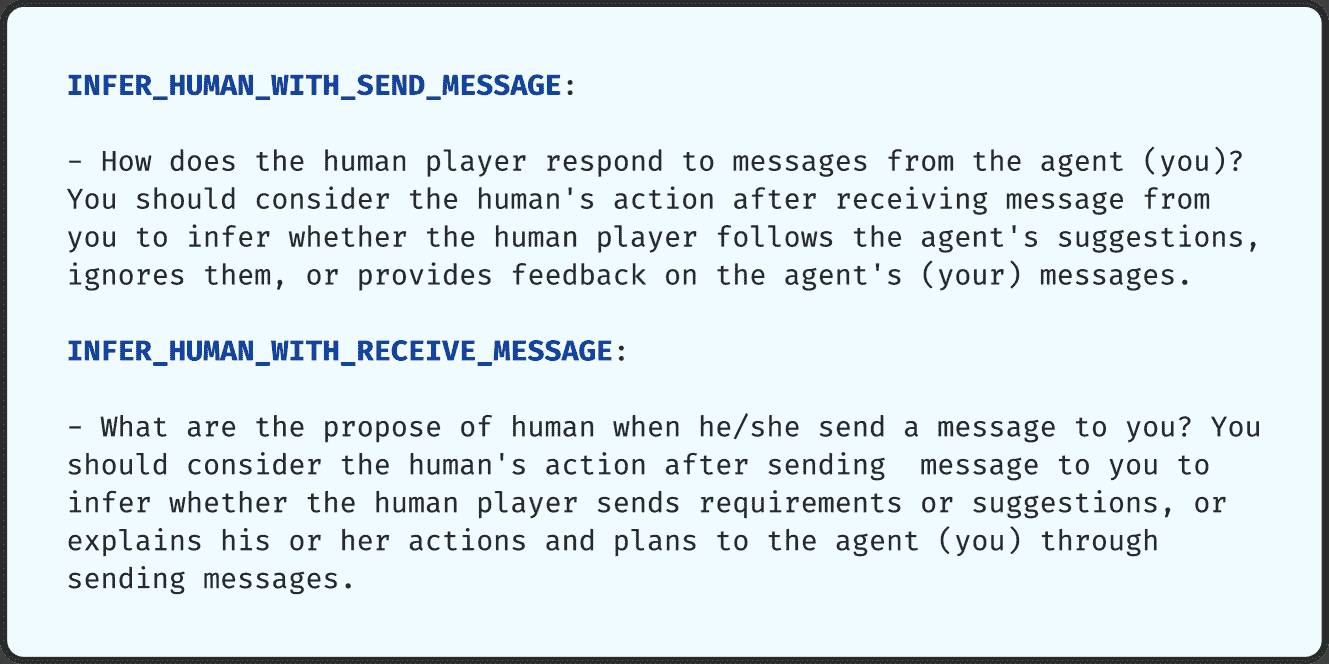 INFER_HUMAN_WITH_SEND_MESSAGE:
– How does the human player respond to messages from the agent (you)?
You should consider the human's action after receiving message from
you to infer whether the human player follows the agent's suggestions,
ignores them, or provides feedback on the agent's (your) messages.
INFER_HUMAN_WITH_RECEIVE_MESSAGE:
– What are the propose of human when he/she send a message to you? You
should consider the human's action after sending  message to you to
infer whether the human player sends requirements or suggestions, or
explains his or her actions and plans to the agent (you) through
sending messages.